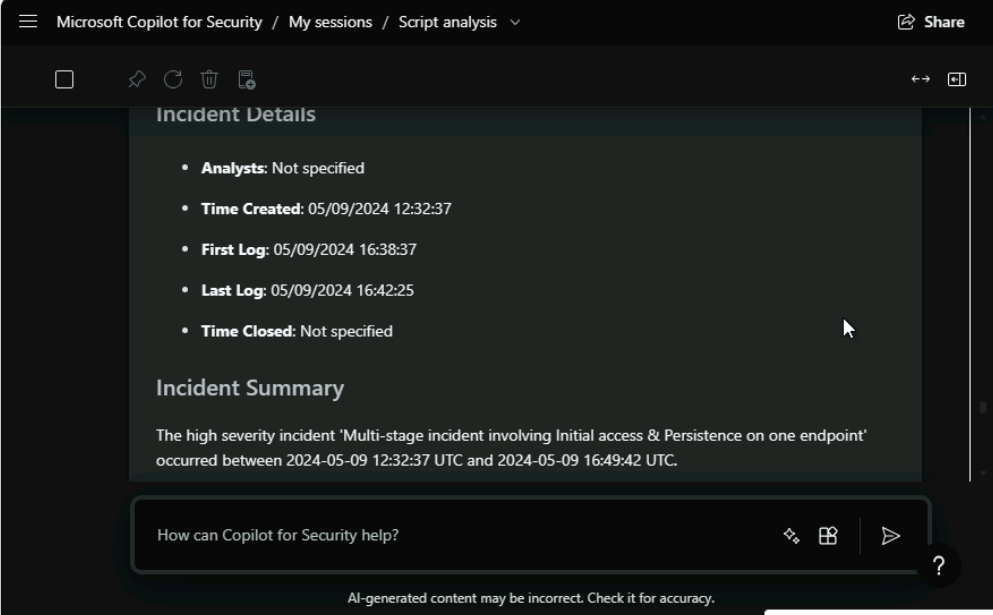 Microsoft Copilot for Security / My sessions / Script analysis
Share
Incident Details
• Analysts: Not specified
• Time Created: 05/09/2024 12:32:37
• First Log: 05/09/2024 16:38:37
• Last Log: 05/09/2024 16:42:25
• Time Closed: Not specified
Incident Summary
The high severity incident 'Multi-stage incident involving Initial access & Persistence on one endpoint'
occurred between 2024-05-09 12:32:37 UTC and 2024-05-09 16:49:42 UTC.
How can Copilot for Security help?
?
AI-generated content may be incorrect. Check it for accuracy.